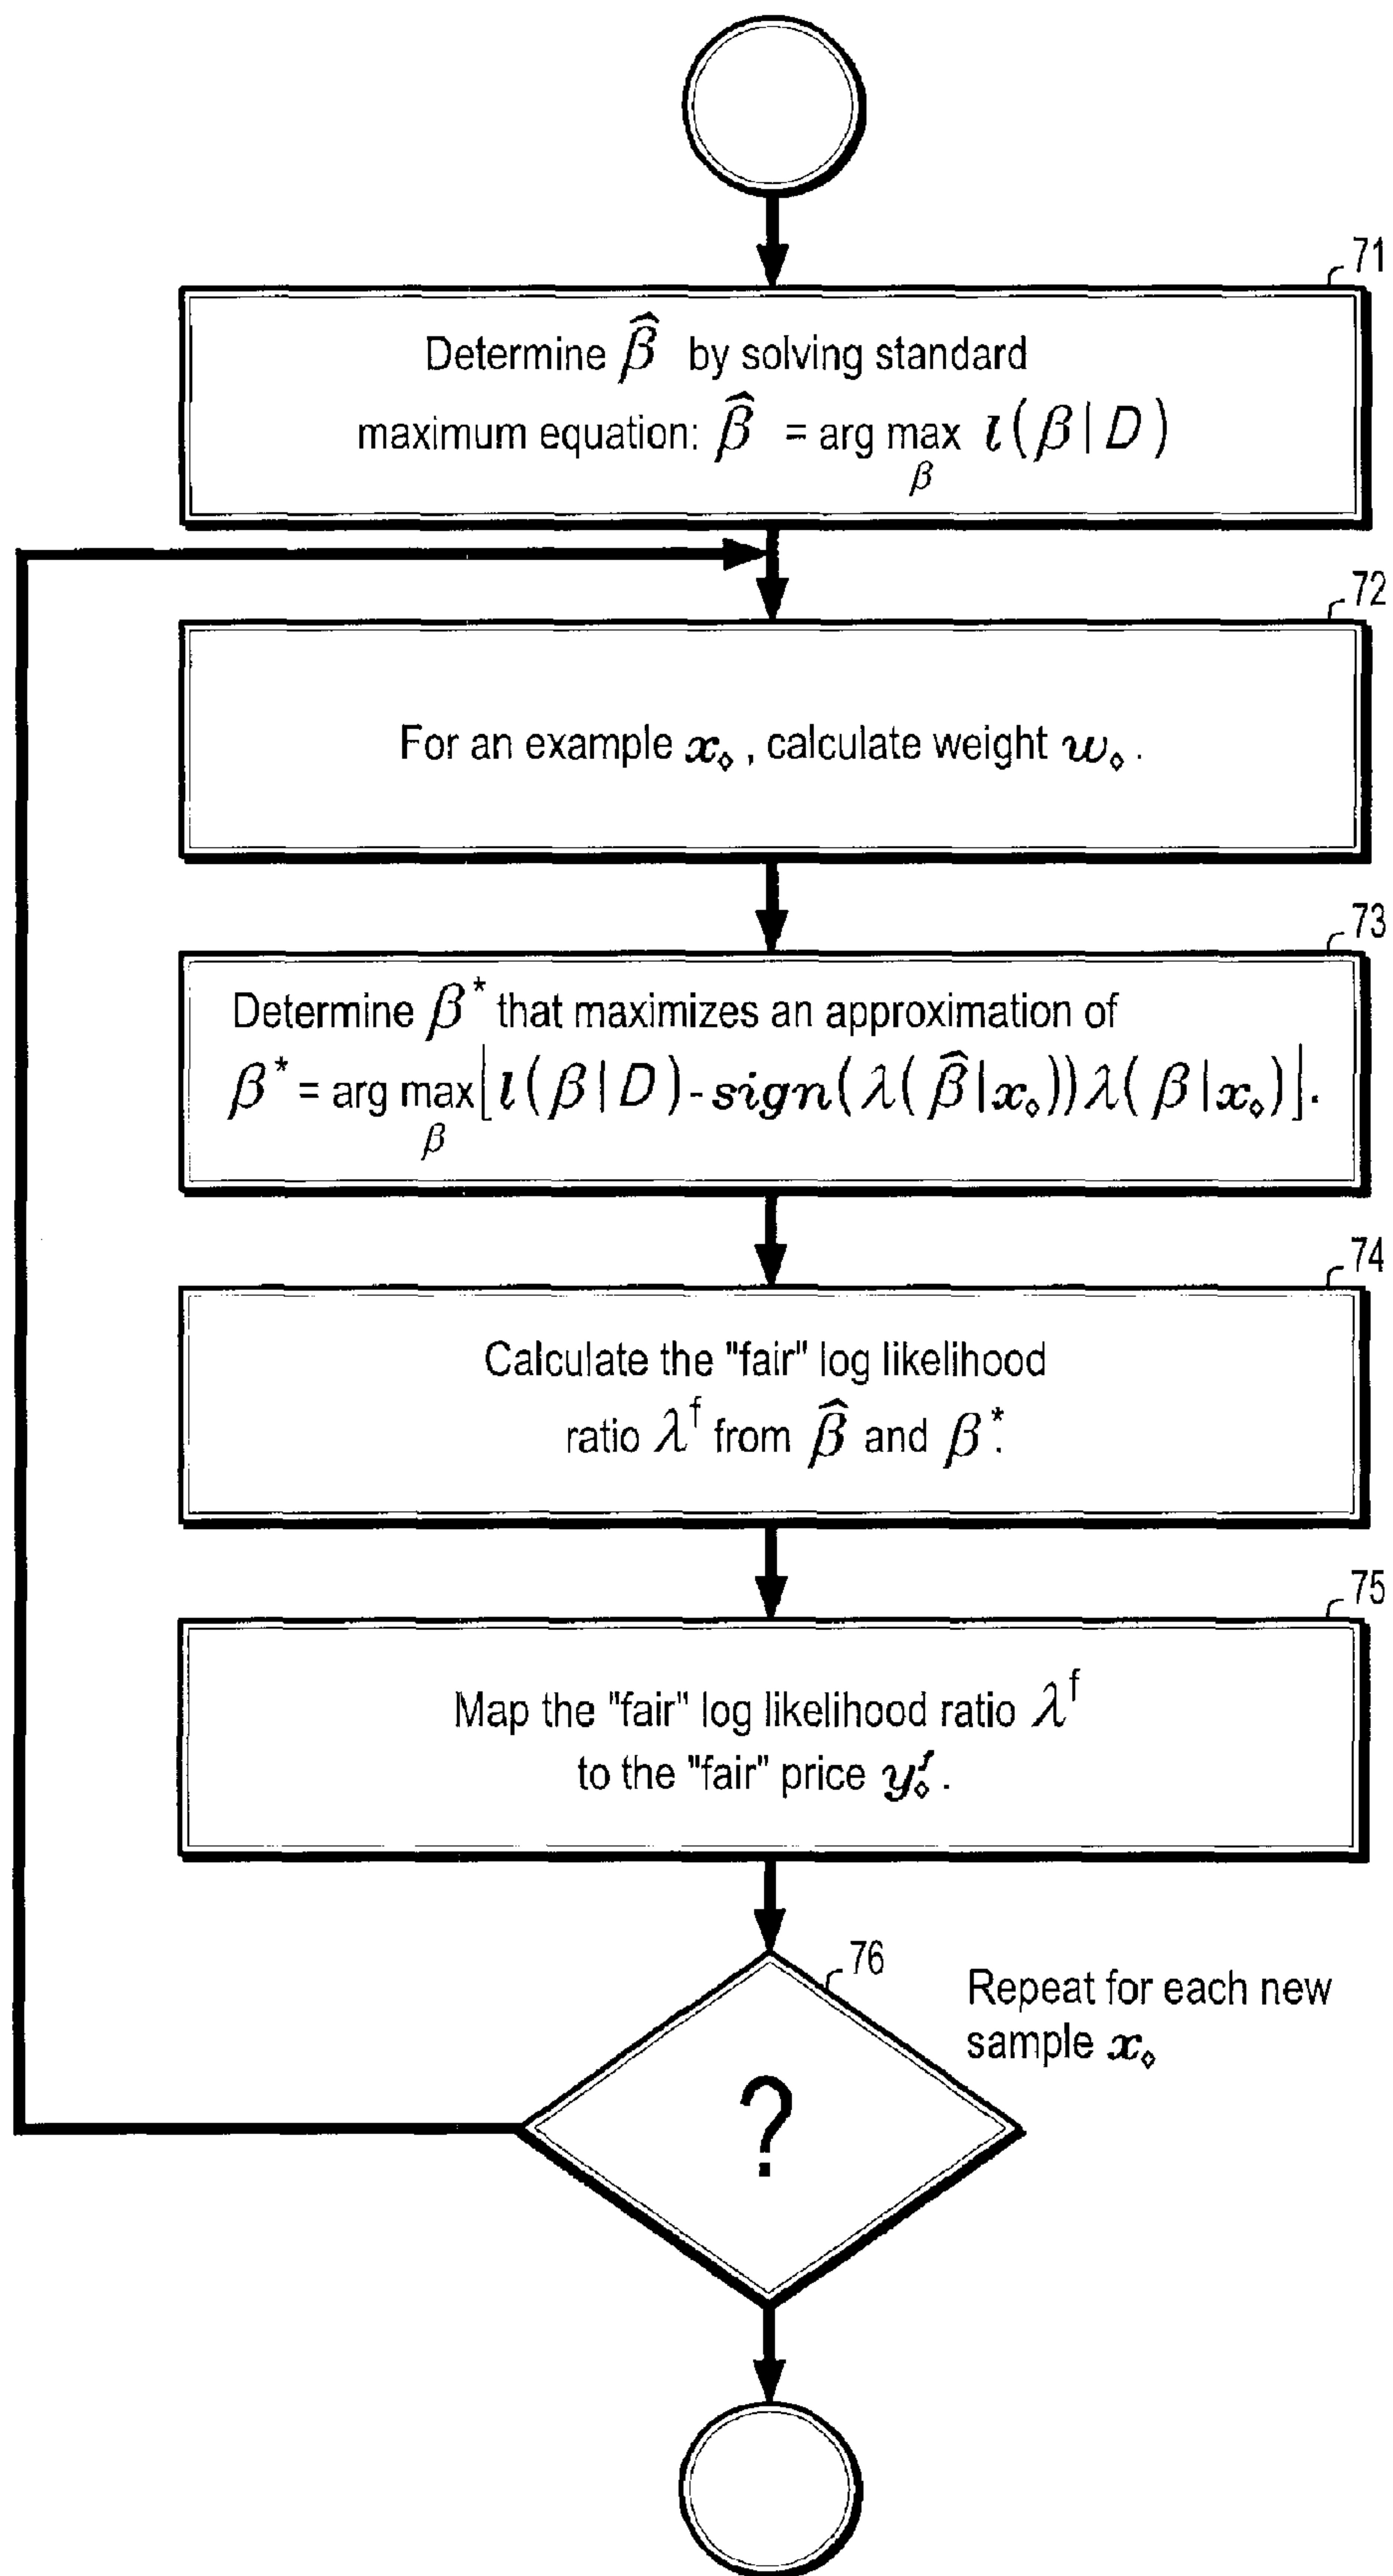 71
Determine β̂ by solving standard
maximum equation: β̂ = arg max l(β|D)
β
72
For an example x⋄, calculate weight w⋄.
73
Determine β* that maximizes an approximation of
β* = arg max⌊l(β|D)-sign(λ(β̂|x⋄))λ(β|x⋄)⌋.
β
74
Calculate the "fair" log likelihood
ratio λᶠ from β̂ and β*.
75
Map the "fair" log likelihood ratio λᶠ
to the "fair" price y⋄ᶠ.
76
Repeat for each new
sample x⋄
?